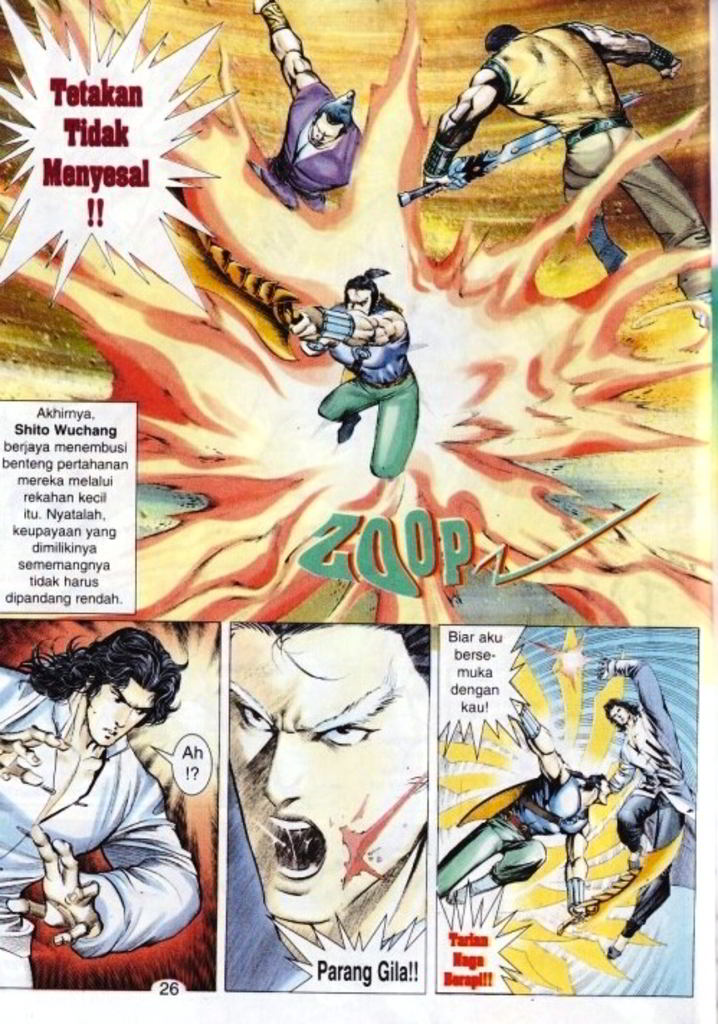 Tetakan
Tidak
Menyesal
!!
Akhirnya,
Shito Wuchang
berjaya menembusi
benteng pertahanan
mereka melalui
rekahan kecil
itu. Nyatalah,
keupayaan yang
dimilikinya
sememangnya
tidak harus
dipandang rendah.
ZOOP
Ah
!?
Parang Gila!!
Biar aku
berse-
muka
dengan
kau!
Tarian
Naga
Berapi!!
26